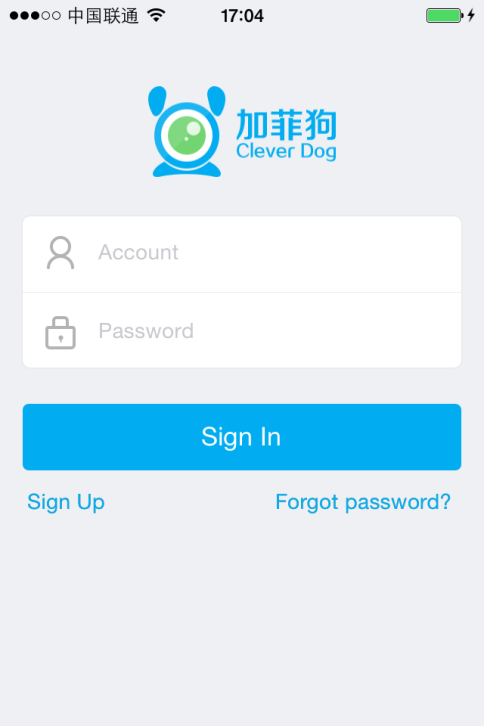 中国联通 17:04
加菲狗
Clever Dog
Account
Password
Sign In
Sign Up Forgot password?